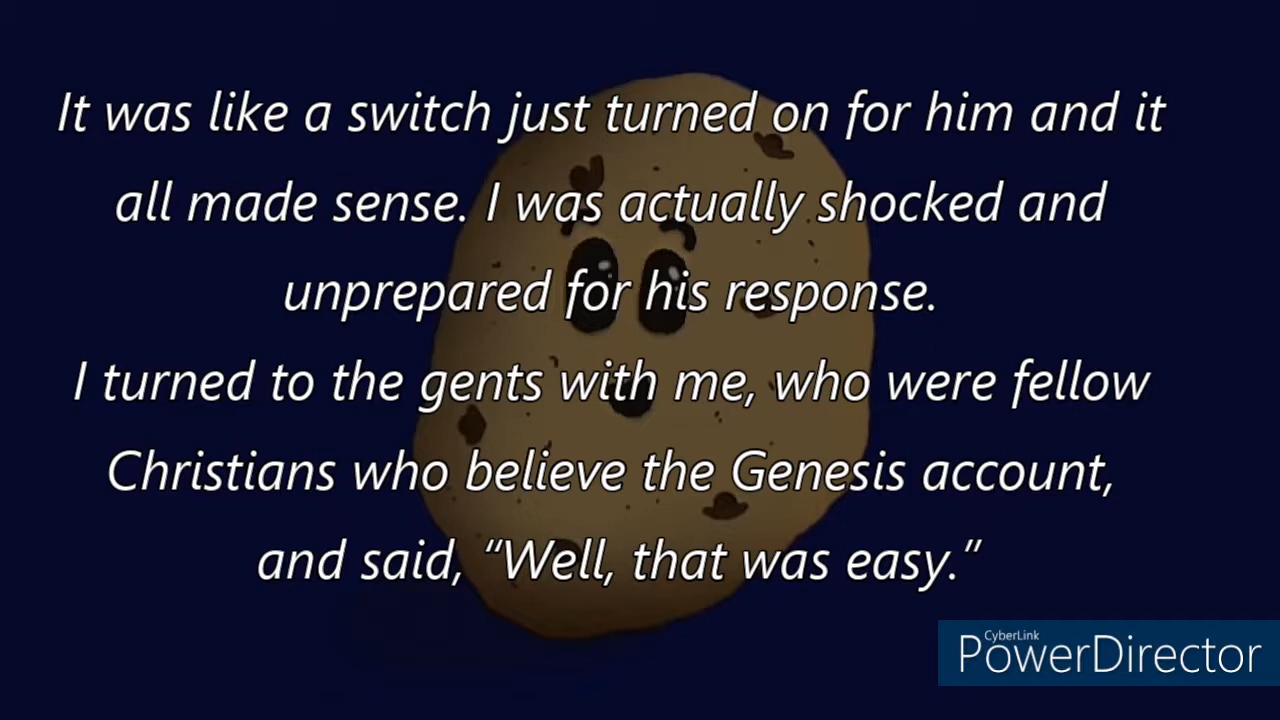 It was like a switch just turned on for him and it
all made sense. I was actually shocked and
unprepared for his response.
I turned to the gents with me, who were fellow
Christians who believe the Genesis account,
and said, “Well, that was easy.”
CyberLink
PowerDirector